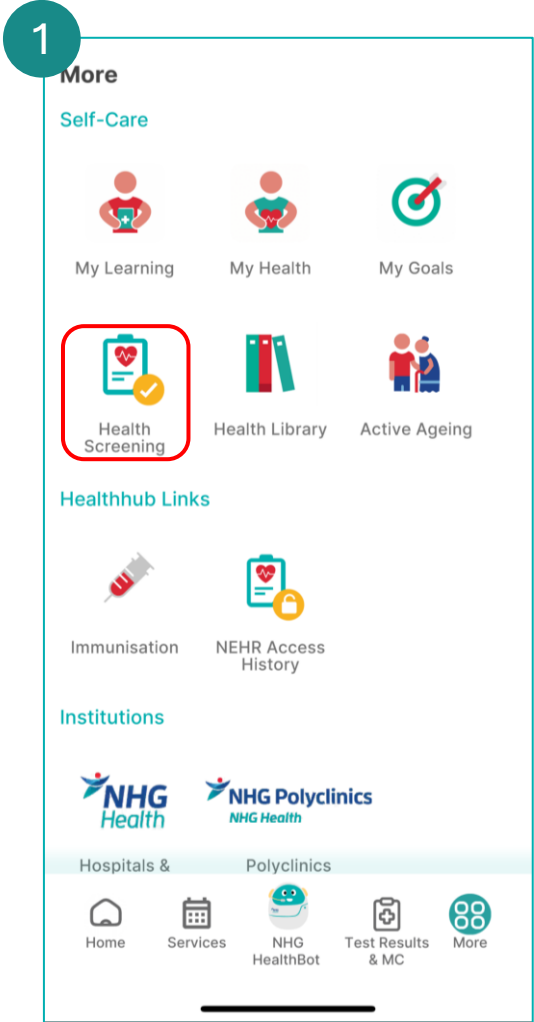 1
More
Self-Care
My Learning
My Health
My Goals
Health
Screening
Health Library
Active Ageing
Healthhub Links
Immunisation
NEHR Access
History
Institutions
NHG
Health
NHG Polyclinics
NHG Health
Hospitals &
Polyclinics
Home
Services
NHG
HealthBot
Test Results
& MC
More